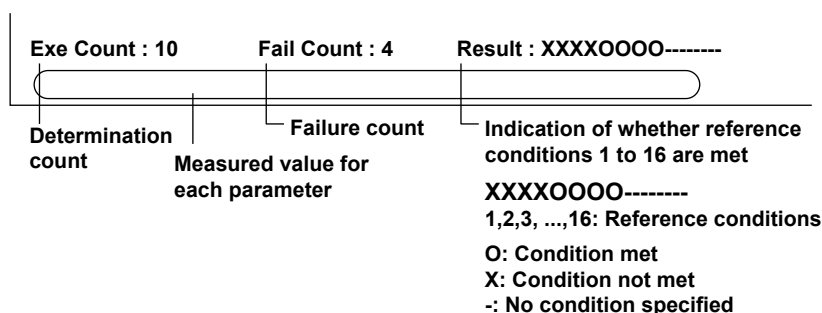 Exe Count : 10 Fail Count : 4 Result : XXXXOOOO--------
Determination
count
Measured value for
each parameter
Failure count
Indication of whether reference
conditions 1 to 16 are met
XXXXOOOO--------
1,2,3, ...,16: Reference conditions
O: Condition met
X: Condition not met
-: No condition specified